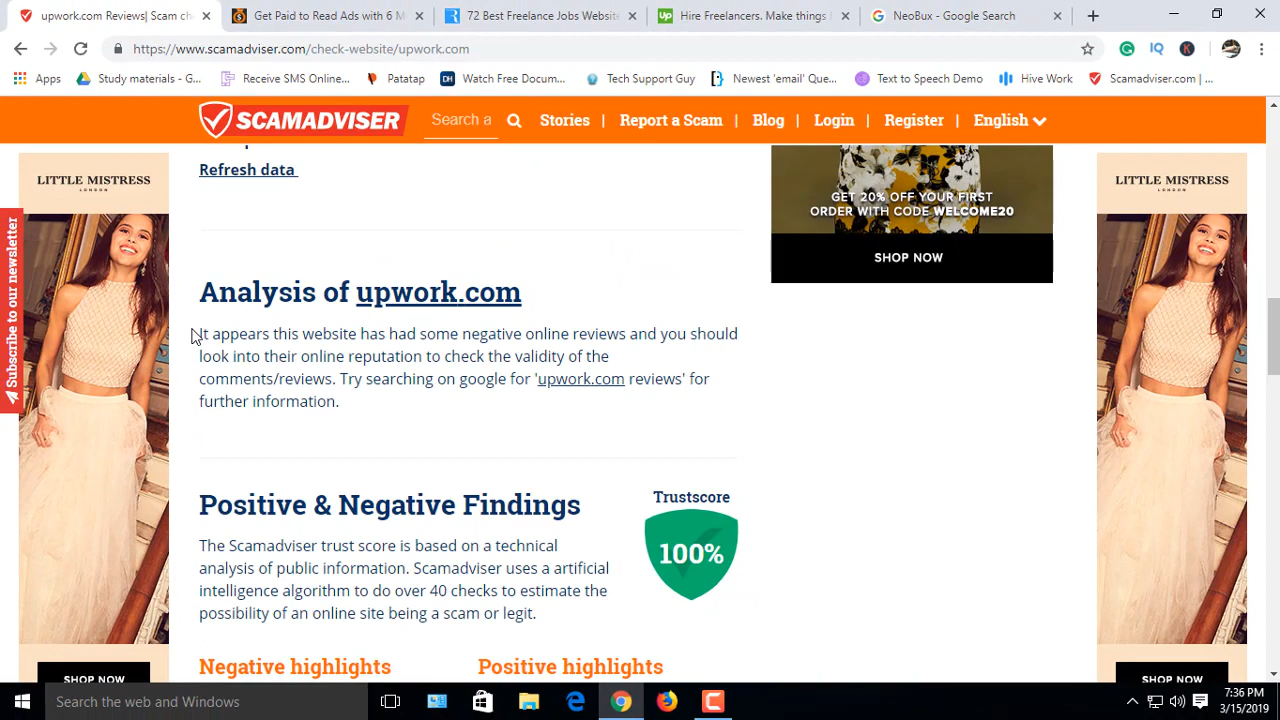 upwork.com Reviews| Scam ch
Get Paid to Read Ads with 6 M
72 Best Freelance Jobs Website
Hire Freelancers. Make things
NeoBux - Google Search
https://www.scamadviser.com/check-website/upwork.com
Apps
Study materials - G...
Receive SMS Online...
Patatap
Watch Free Docum...
Tech Support Guy
Newest 'email' Que...
Text to Speech Demo
Hive Work
Scamadviser.com | ...
SCAMADVISER
Search a
Stories | Report a Scam | Blog | Login | Register | English
Subscribe to our newsletter
LITTLE MISTRESS
LONDON
SHOP NOW
Refresh data
GET 20% OFF YOUR FIRST
ORDER WITH CODE WELCOME20
SHOP NOW
LITTLE MISTRESS
LONDON
SHOP NOW
Analysis of upwork.com
It appears this website has had some negative online reviews and you should
look into their online reputation to check the validity of the
comments/reviews. Try searching on google for 'upwork.com reviews' for
further information.
Positive & Negative Findings
Trustscore
100%
The Scamadviser trust score is based on a technical
analysis of public information. Scamadviser uses a artificial
intelligence algorithm to do over 40 checks to estimate the
possibility of an online site being a scam or legit.
Negative highlights
Positive highlights
Search the web and Windows
7:36 PM
3/15/2019